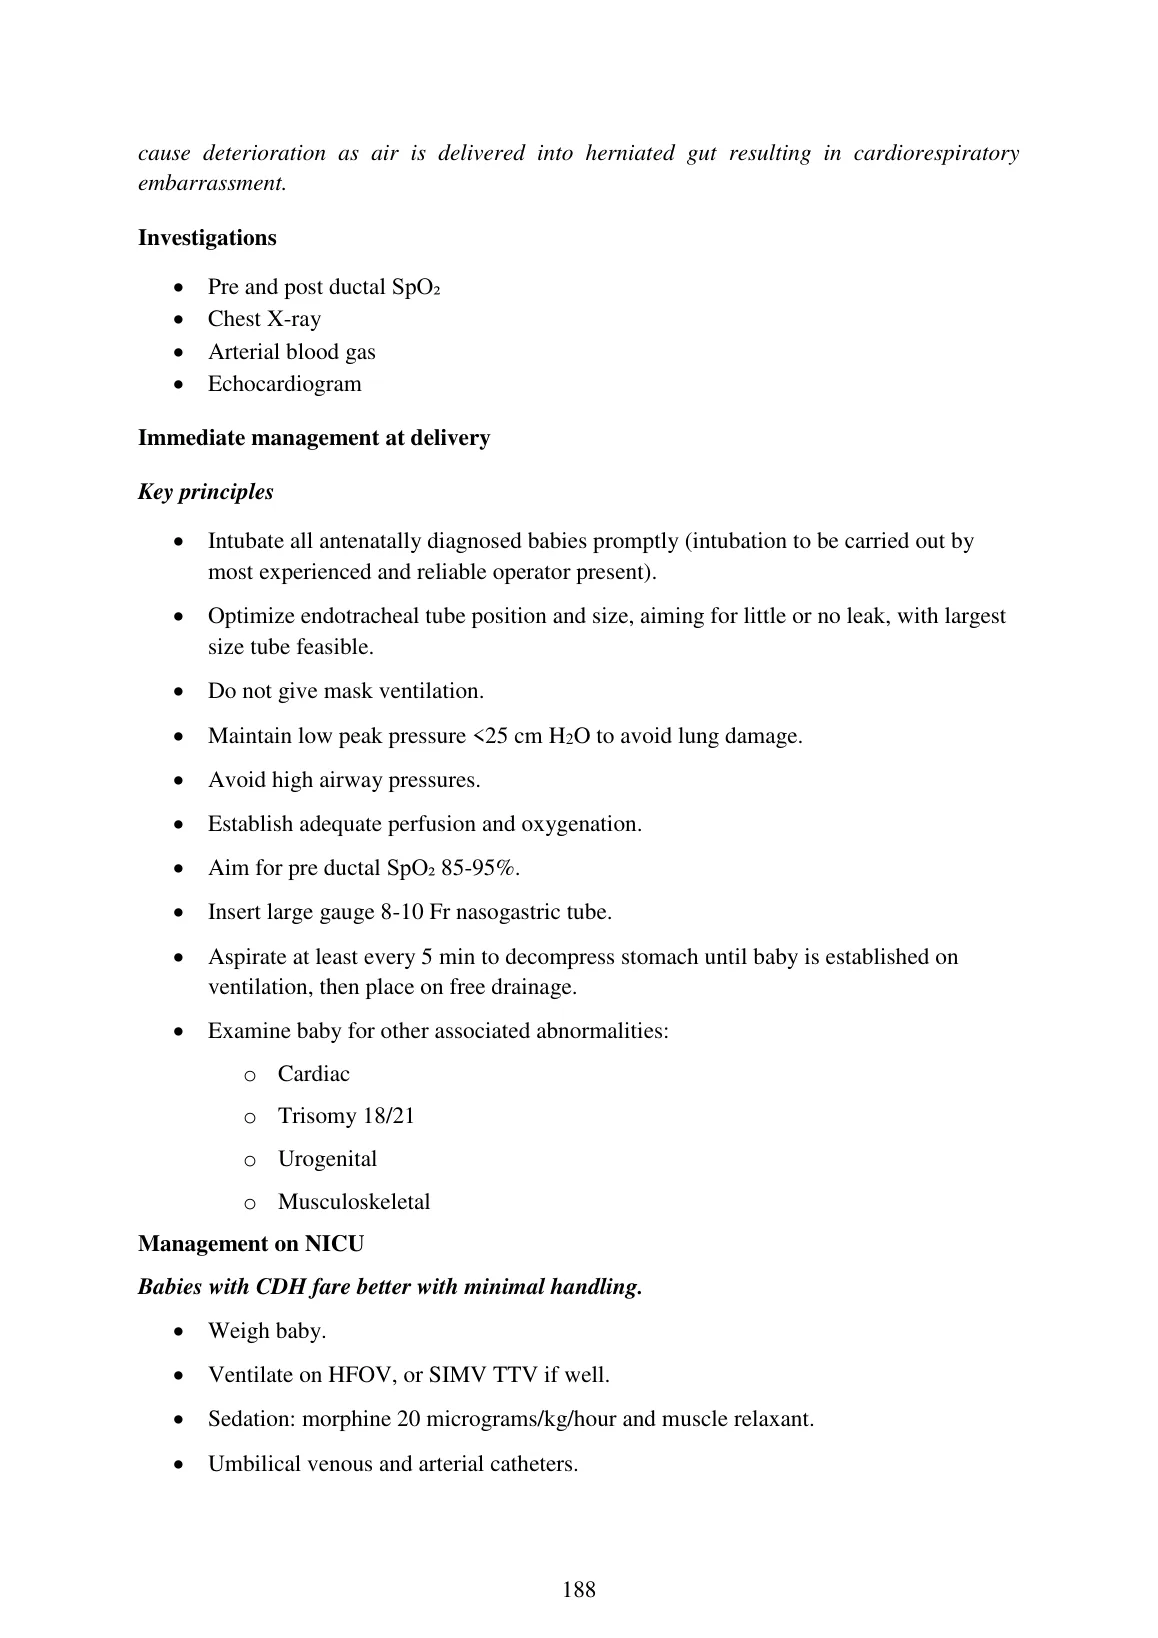 cause deterioration as air is delivered into herniated gut resulting in cardiorespiratory
embarrassment.
Investigations
• Pre and post ductal SpO₂
• Chest X-ray
• Arterial blood gas
• Echocardiogram
Immediate management at delivery
Key principles
• Intubate all antenatally diagnosed babies promptly (intubation to be carried out by
most experienced and reliable operator present).
• Optimize endotracheal tube position and size, aiming for little or no leak, with largest
size tube feasible.
• Do not give mask ventilation.
• Maintain low peak pressure <25 cm H₂O to avoid lung damage.
• Avoid high airway pressures.
• Establish adequate perfusion and oxygenation.
• Aim for pre ductal SpO₂ 85-95%.
• Insert large gauge 8-10 Fr nasogastric tube.
• Aspirate at least every 5 min to decompress stomach until baby is established on
ventilation, then place on free drainage.
• Examine baby for other associated abnormalities:
o Cardiac
o Trisomy 18/21
o Urogenital
o Musculoskeletal
Management on NICU
Babies with CDH fare better with minimal handling.
• Weigh baby.
• Ventilate on HFOV, or SIMV TTV if well.
• Sedation: morphine 20 micrograms/kg/hour and muscle relaxant.
• Umbilical venous and arterial catheters.
188